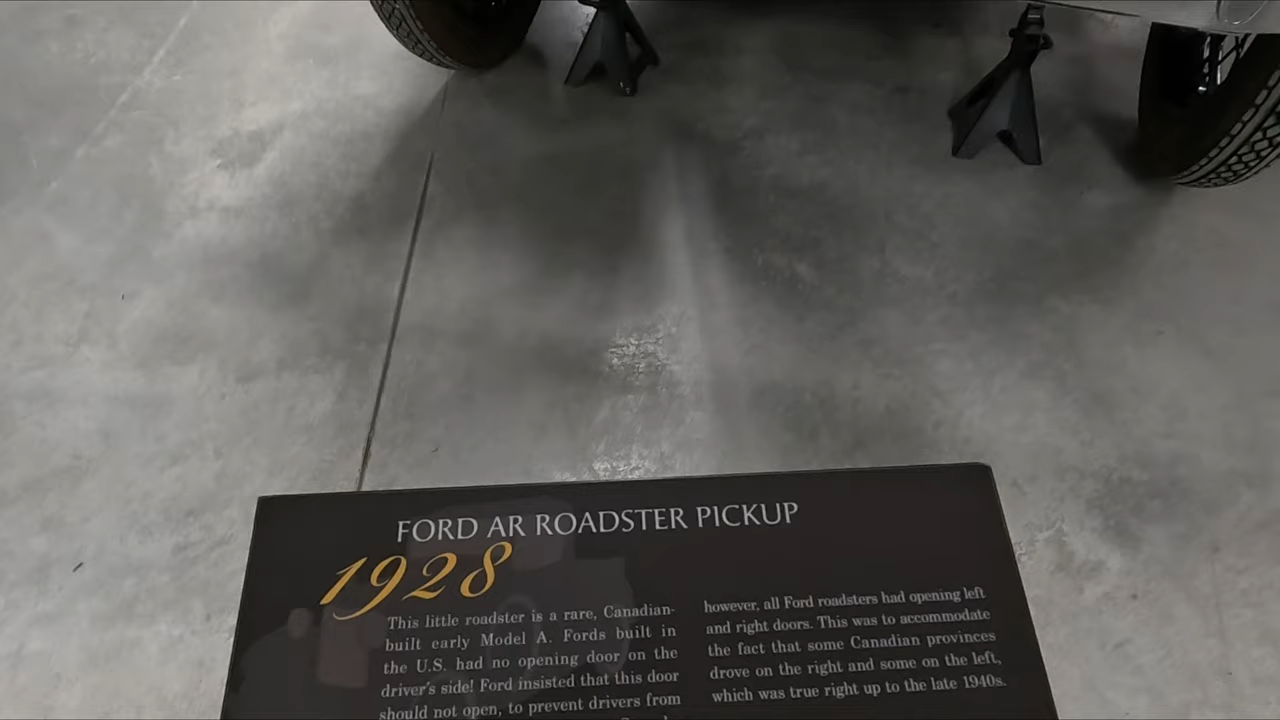 FORD AR ROADSTER PICKUP
1928
This little roadster is a rare, Canadian-
built early Model A. Fords built in
the U.S. had no opening door on the
driver's side! Ford insisted that this door
should not open, to prevent drivers from
however, all Ford roadsters had opening left
and right doors. This was to accommodate
the fact that some Canadian provinces
drove on the right and some on the left,
which was true right up to the late 1940s.